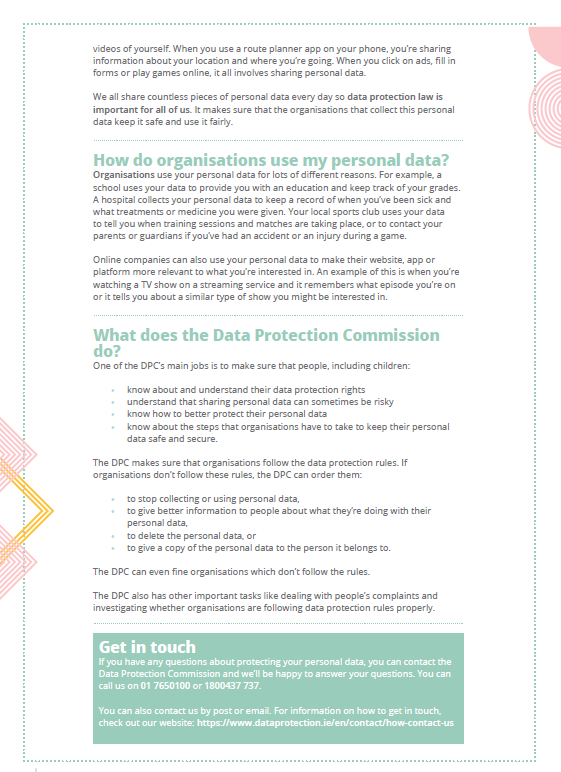 videos of yourself. When you use a route planner app on your phone, you're sharing
information about your location and where you're going. When you click on ads, fill in
forms or play games online, it all involves sharing personal data.
We all share countless pieces of personal data every day so data protection law is
important for all of us. It makes sure that the organisations that collect this personal
data keep it safe and use it fairly.
How do organisations use my personal data?
Organisations use your personal data for lots of different reasons. For example, a
school uses your data to provide you with an education and keep track of your grades.
A hospital collects your personal data to keep a record of when you've been sick and
what treatments or medicine you were given. Your local sports club uses your data
to tell you when training sessions and matches are taking place, or to contact your
parents or guardians if you've had an accident or an injury during a game.
Online companies can also use your personal data to make their website, app or
platform more relevant to what you're interested in. An example of this is when you're
watching a TV show on a streaming service and it remembers what episode you're on
or it tells you about a similar type of show you might be interested in.
What does the Data Protection Commission
do?
One of the DPC's main jobs is to make sure that people, including children:
• know about and understand their data protection rights
• understand that sharing personal data can sometimes be risky
• know how to better protect their personal data
• know about the steps that organisations have to take to keep their personal
data safe and secure.
The DPC makes sure that organisations follow the data protection rules. If
organisations don't follow these rules, the DPC can order them:
• to stop collecting or using personal data,
• to give better information to people about what they're doing with their
personal data,
• to delete the personal data, or
• to give a copy of the personal data to the person it belongs to.
The DPC can even fine organisations which don't follow the rules.
The DPC also has other important tasks like dealing with people's complaints and
investigating whether organisations are following data protection rules properly.
Get in touch
If you have any questions about protecting your personal data, you can contact the
Data Protection Commission and we'll be happy to answer your questions. You can
call us on 01 7650100 or 1800437 737.
You can also contact us by post or email. For information on how to get in touch,
check out our website: https://www.dataprotection.ie/en/contact/how-contact-us